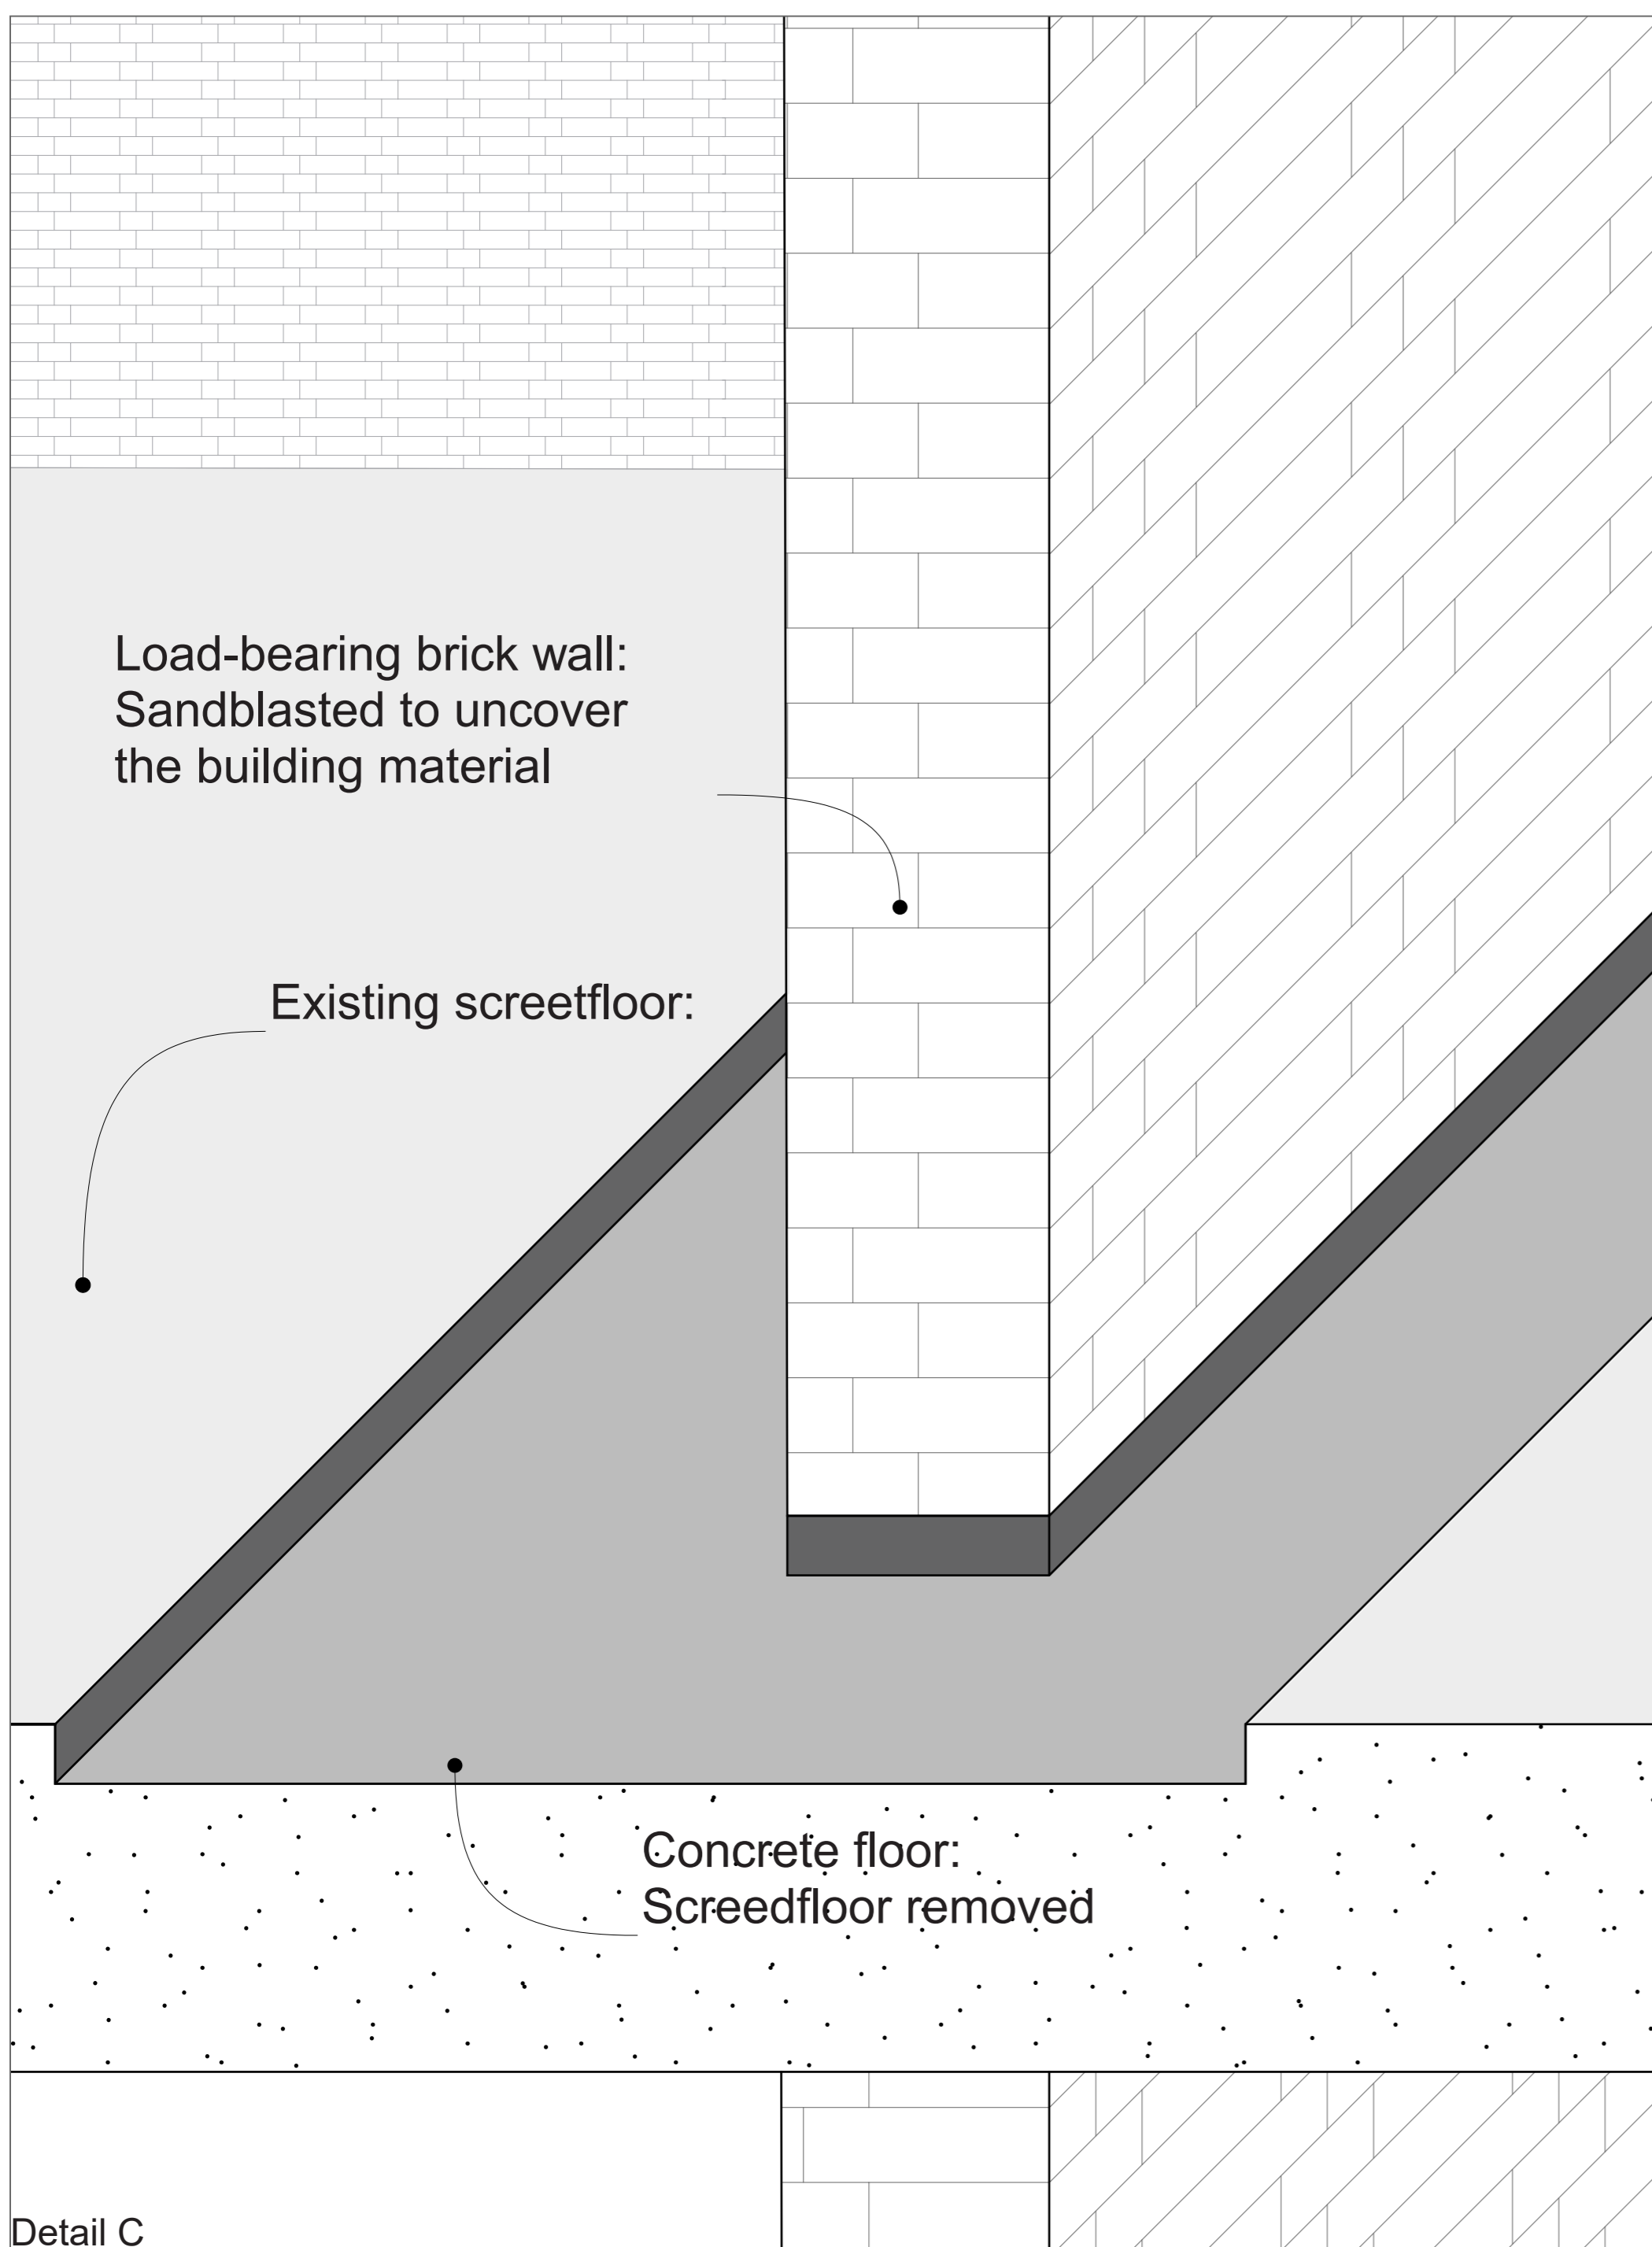 Load-bearing brick wall:
Sandblasted to uncover
the building material
Existing screetfloor:
Concrete floor:
Screedfloor removed
Detail C